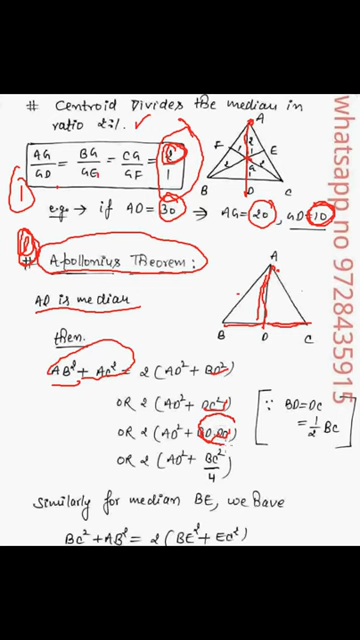 # Centroid Divides the median in
ratio 2:1.
AG/GD = BG/GE = CG/GF = 2/1
A
F
E
G
B
D
C
2
1
eg:- if AD = 30 ⇒ AG = 20, GD = 10
# Apollonius Theorem:
AD is median
then.
AB² + AC² = 2 (AD² + BD²)
OR 2 (AD² + DC²)
OR 2 (AD² + BD.DC)
OR 2 (AD² + BC²/4)
A
B
D
C
∵ BD = DC
= 1/2 BC
Similarly for median BE, we have
BC² + AB² = 2 (BE² + EC²)
whatsapp.no 9728435915